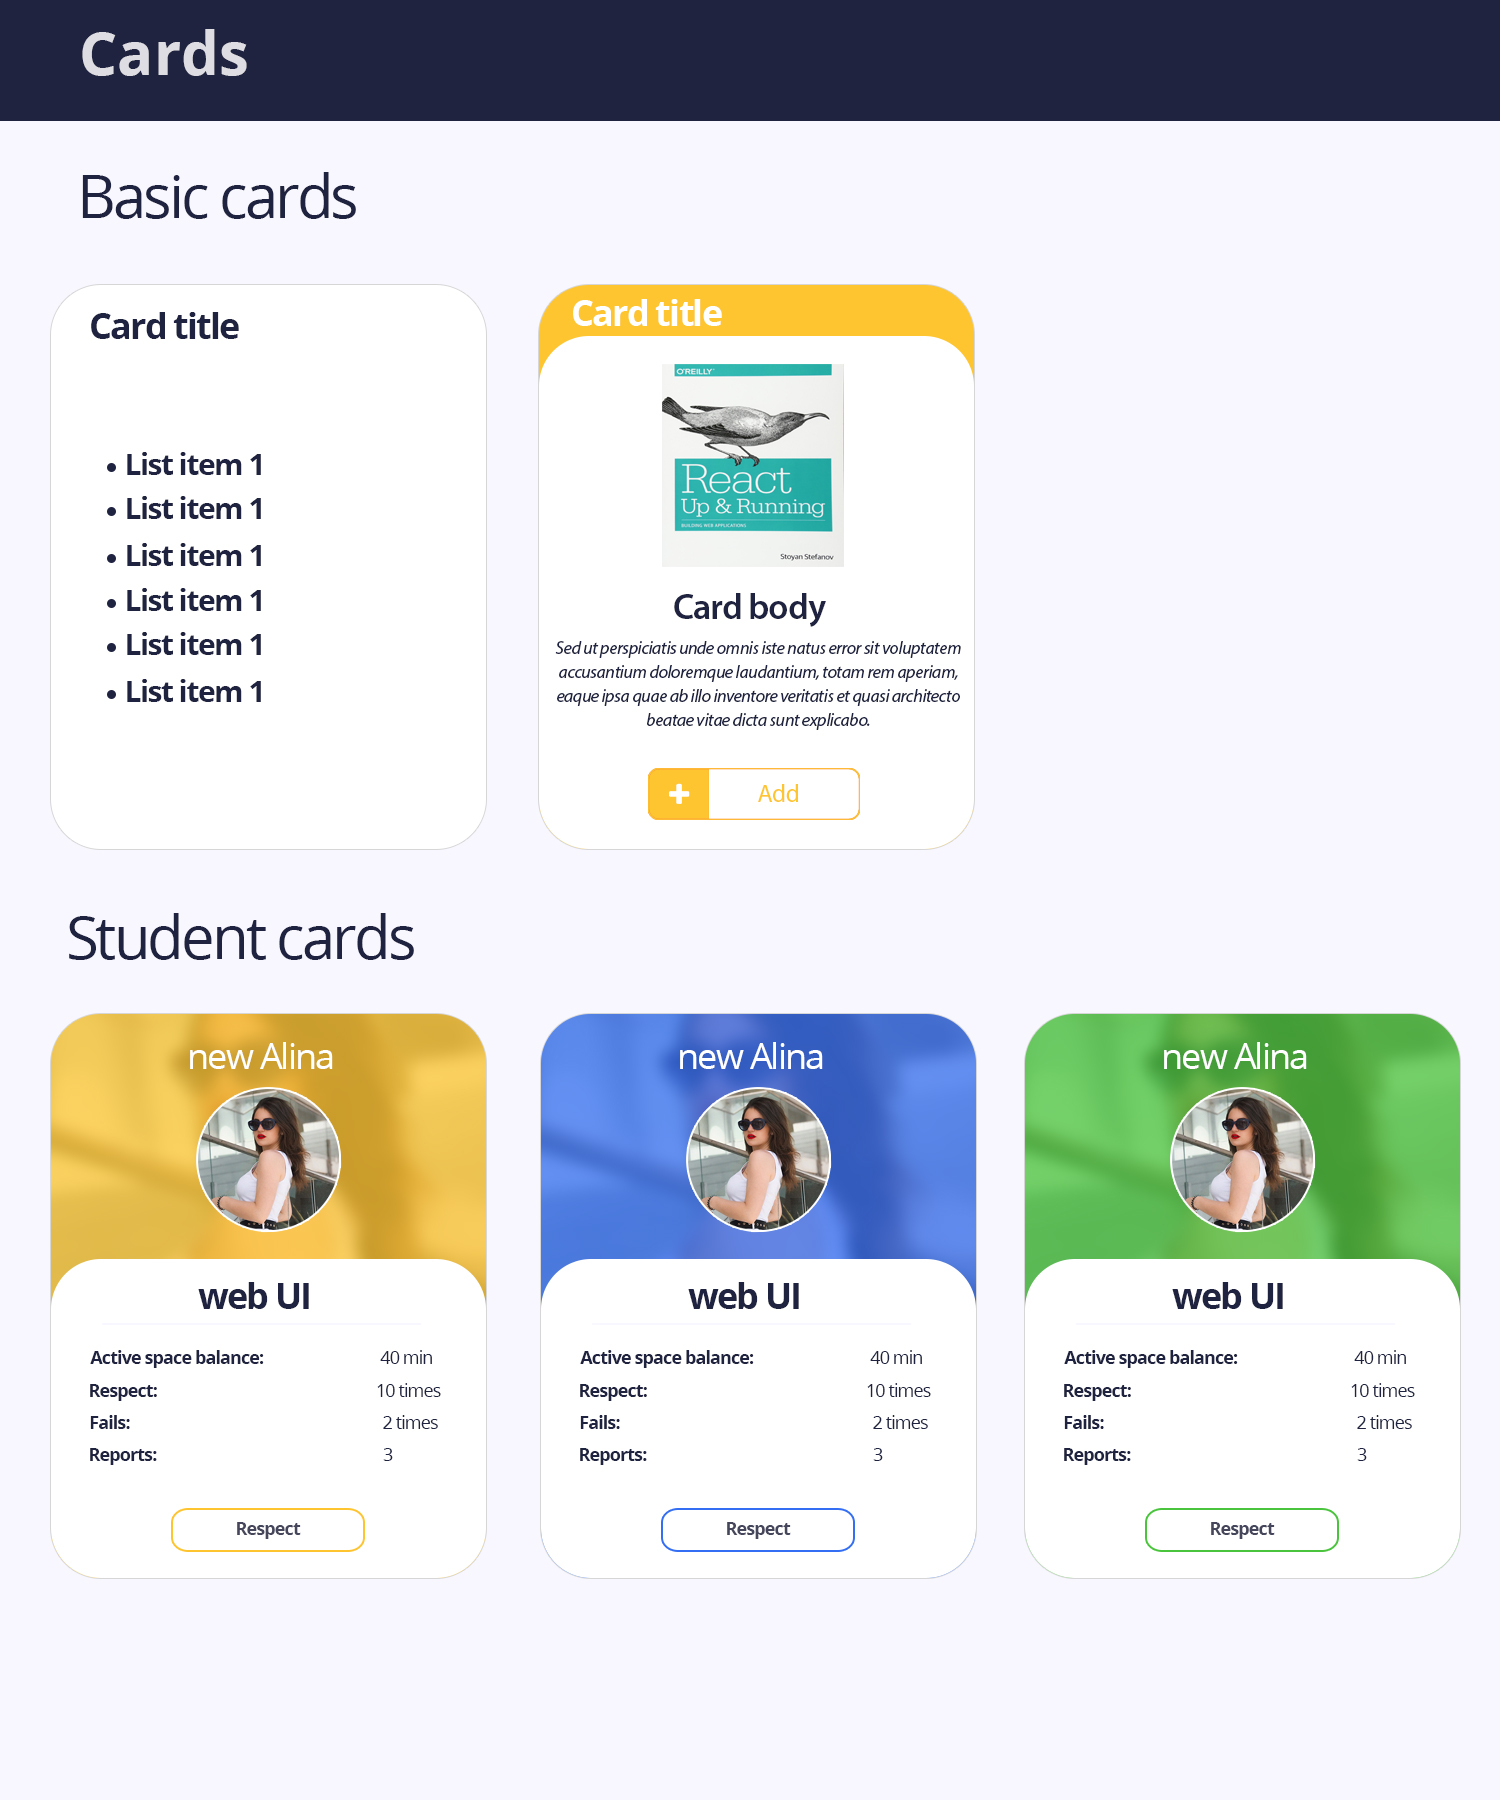 Cards
Basic cards
Card title
• List item 1
• List item 1
• List item 1
• List item 1
• List item 1
• List item 1
Card title
O'REILLY
React
Up & Running
BUILDING WEB APPLICATIONS
Stoyan Stefanov
Card body
Sed ut perspiciatis unde omnis iste natus error sit voluptatem
accusantium doloremque laudantium, totam rem aperiam,
eaque ipsa quae ab illo inventore veritatis et quasi architecto
beatae vitae dicta sunt explicabo.
Add
Student cards
new Alina
web UI
Active space balance: 40 min
Respect: 10 times
Fails: 2 times
Reports: 3
Respect
new Alina
web UI
Active space balance: 40 min
Respect: 10 times
Fails: 2 times
Reports: 3
Respect
new Alina
web UI
Active space balance: 40 min
Respect: 10 times
Fails: 2 times
Reports: 3
Respect